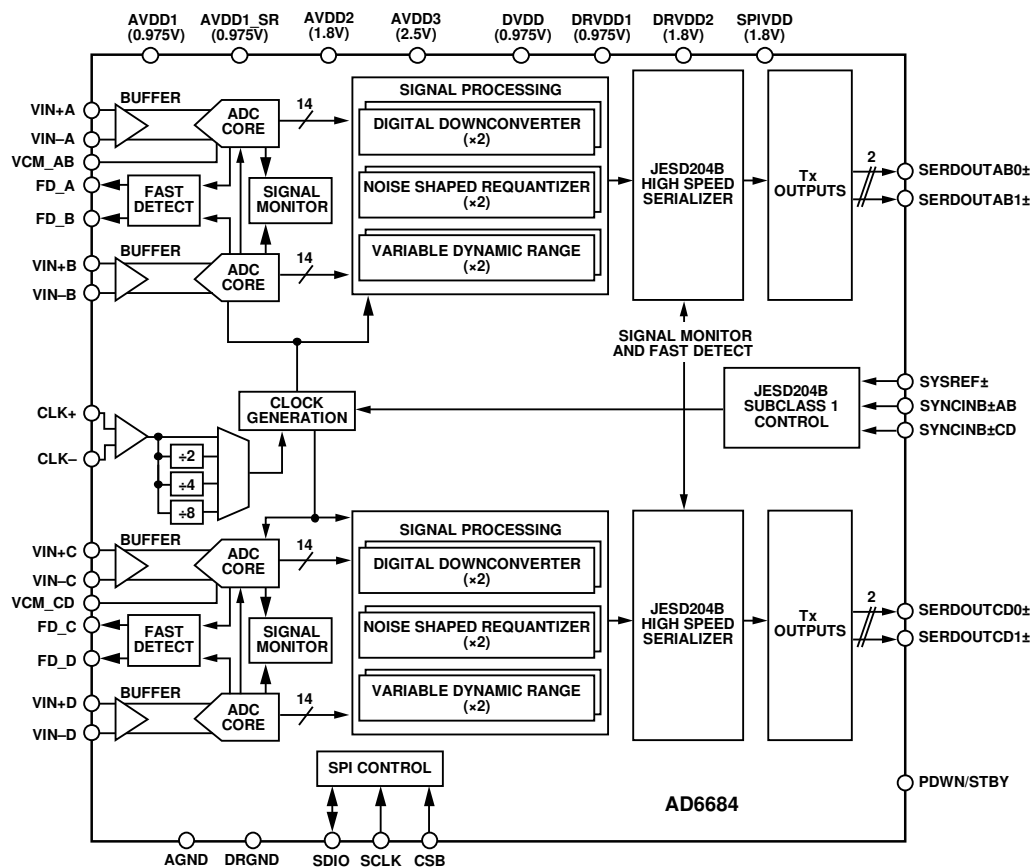 AVDD1
(0.975V)
AVDD1_SR
(0.975V)
AVDD2
(1.8V)
AVDD3
(2.5V)
DVDD
(0.975V)
DRVDD1
(0.975V)
DRVDD2
(1.8V)
SPIVDD
(1.8V)
VIN+A
VIN–A
VCM_AB
FD_A
FD_B
VIN+B
VIN–B
BUFFER
ADC
CORE
14
FAST
DETECT
SIGNAL
MONITOR
BUFFER
ADC
CORE
14
SIGNAL PROCESSING
DIGITAL DOWNCONVERTER
(×2)
NOISE SHAPED REQUANTIZER
(×2)
VARIABLE DYNAMIC RANGE
(×2)
JESD204B
HIGH SPEED
SERIALIZER
Tx
OUTPUTS
2
SERDOUTAB0±
SERDOUTAB1±
SIGNAL MONITOR
AND FAST DETECT
CLK+
CLK–
÷2
÷4
÷8
CLOCK
GENERATION
JESD204B
SUBCLASS 1
CONTROL
SYSREF±
SYNCINB±AB
SYNCINB±CD
VIN+C
VIN–C
VCM_CD
FD_C
FD_D
VIN+D
VIN–D
BUFFER
ADC
CORE
14
FAST
DETECT
SIGNAL
MONITOR
BUFFER
ADC
CORE
14
SIGNAL PROCESSING
DIGITAL DOWNCONVERTER
(×2)
NOISE SHAPED REQUANTIZER
(×2)
VARIABLE DYNAMIC RANGE
(×2)
JESD204B
HIGH SPEED
SERIALIZER
Tx
OUTPUTS
2
SERDOUTCD0±
SERDOUTCD1±
SPI CONTROL
PDWN/STBY
AD6684
AGND
DRGND
SDIO
SCLK
CSB